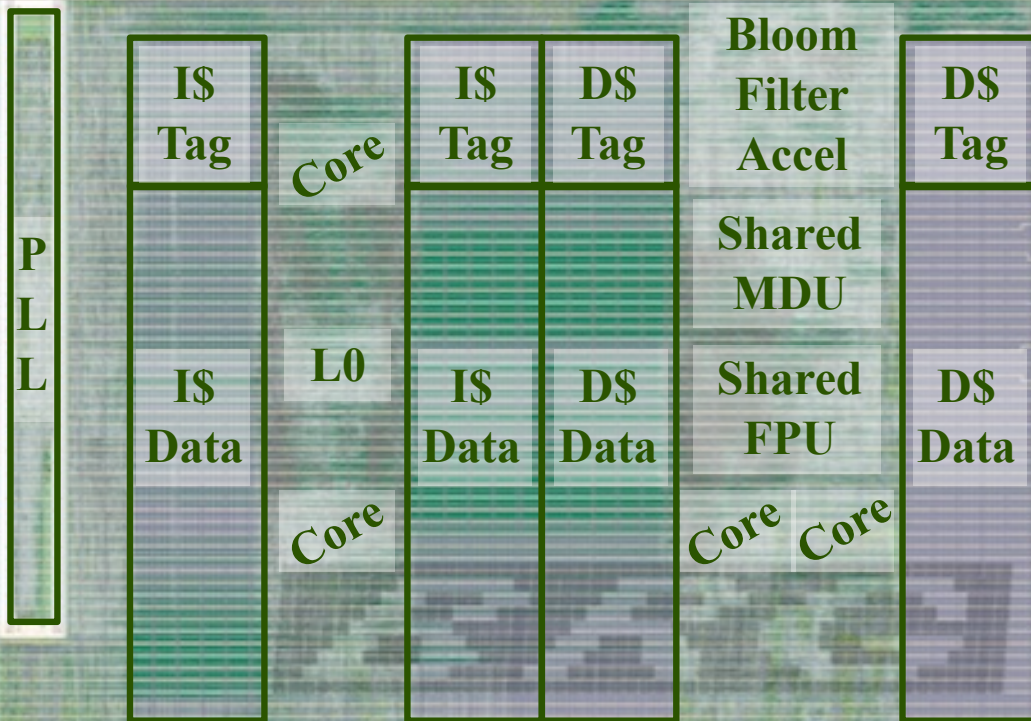 P
L
L
I$
Tag
I$
Data
Core
L0
Core
I$
Tag
I$
Data
D$
Tag
D$
Data
Bloom
Filter
Accel
Shared
MDU
Shared
FPU
Core
Core
D$
Tag
D$
Data